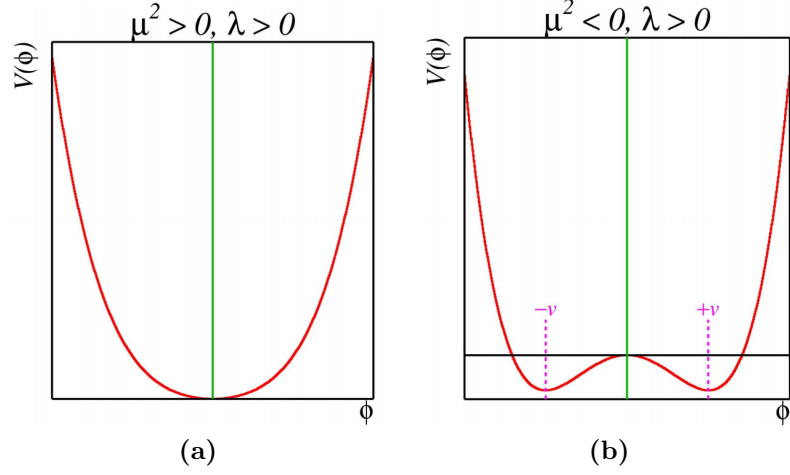 μ² > 0, λ > 0
V(ϕ)
ϕ
(a)
μ² < 0, λ > 0
V(ϕ)
−v
+v
ϕ
(b)